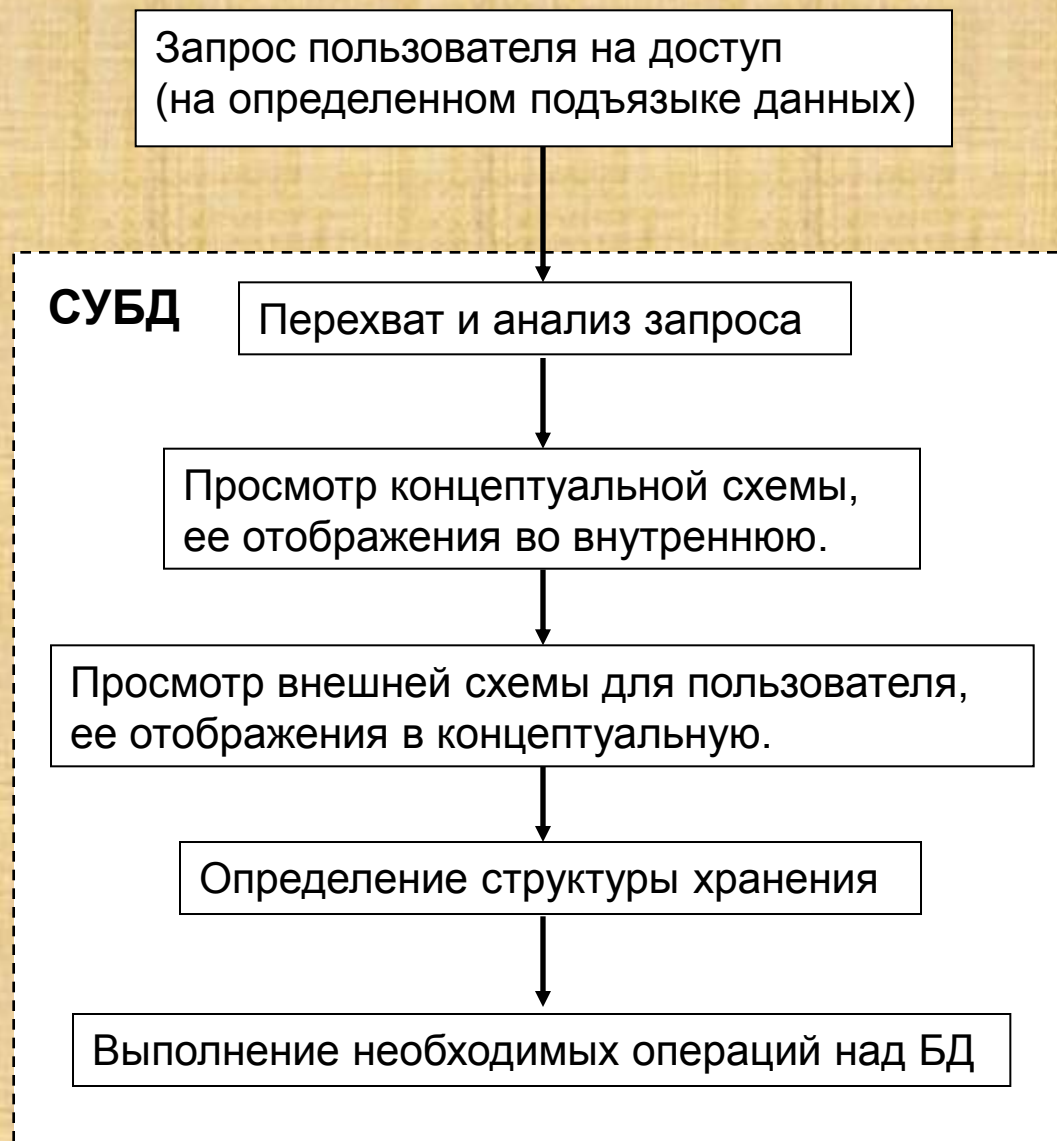 Запрос пользователя на доступ
(на определенном подъязыке данных)
СУБД
Перехват и анализ запроса
Просмотр концептуальной схемы,
ее отображения во внутреннюю.
Просмотр внешней схемы для пользователя,
ее отображения в концептуальную.
Определение структуры хранения
Выполнение необходимых операций над БД